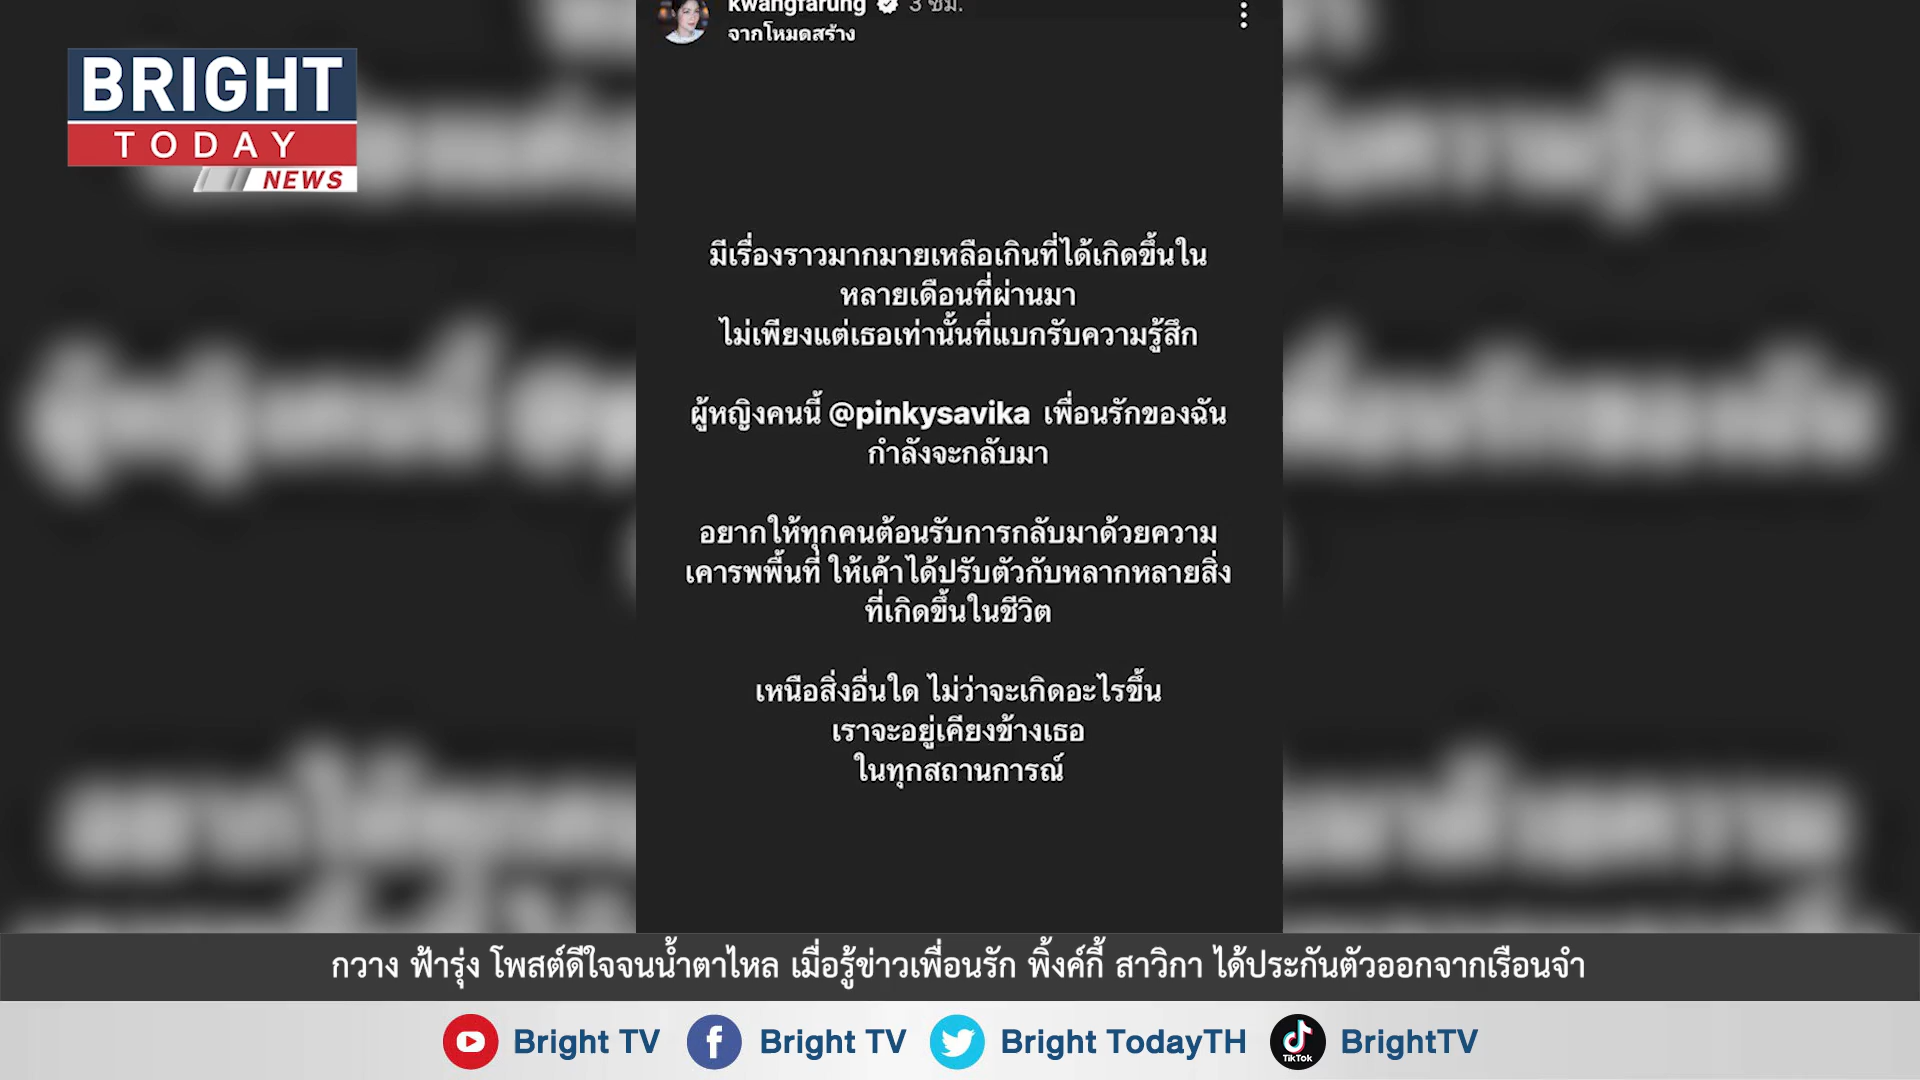 BRIGHT
TODAY
NEWS
kwangfarung 3 ชม.
จากโหมดสร้าง
มีเรื่องราวมากมายเหลือเกินที่ได้เกิดขึ้นใน
หลายเดือนที่ผ่านมา
ไม่เพียงแต่เธอเท่านั้นที่แบกรับความรู้สึก
ผู้หญิงคนนี้ @pinkysavika เพื่อนรักของฉัน
กำลังจะกลับมา
อยากให้ทุกคนต้อนรับการกลับมาด้วยความ
เคารพพื้นที่ ให้เค้าได้ปรับตัวกับหลากหลายสิ่ง
ที่เกิดขึ้นในชีวิต
เหนือสิ่งอื่นใด ไม่ว่าจะเกิดอะไรขึ้น
เราจะอยู่เคียงข้างเธอ
ในทุกสถานการณ์
กวาง ฟ้ารุ่ง โพสต์ดีใจจนน้ำตาไหล เมื่อรู้ข่าวเพื่อนรัก พิ้งค์กี้ สาวิกา ได้ประกันตัวออกจากเรือนจำ
Bright TV Bright TV Bright TodayTH TikTok BrightTV